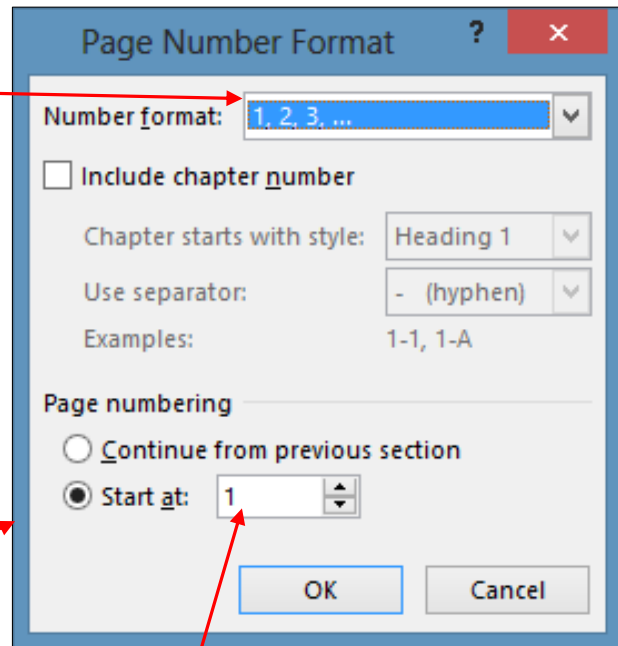 Page Number Format ? ×
Number format: 1, 2, 3, ...
Include chapter number
Chapter starts with style: Heading 1
Use separator: - (hyphen)
Examples: 1-1, 1-A
Page numbering
Continue from previous section
Start at: 1
OK Cancel